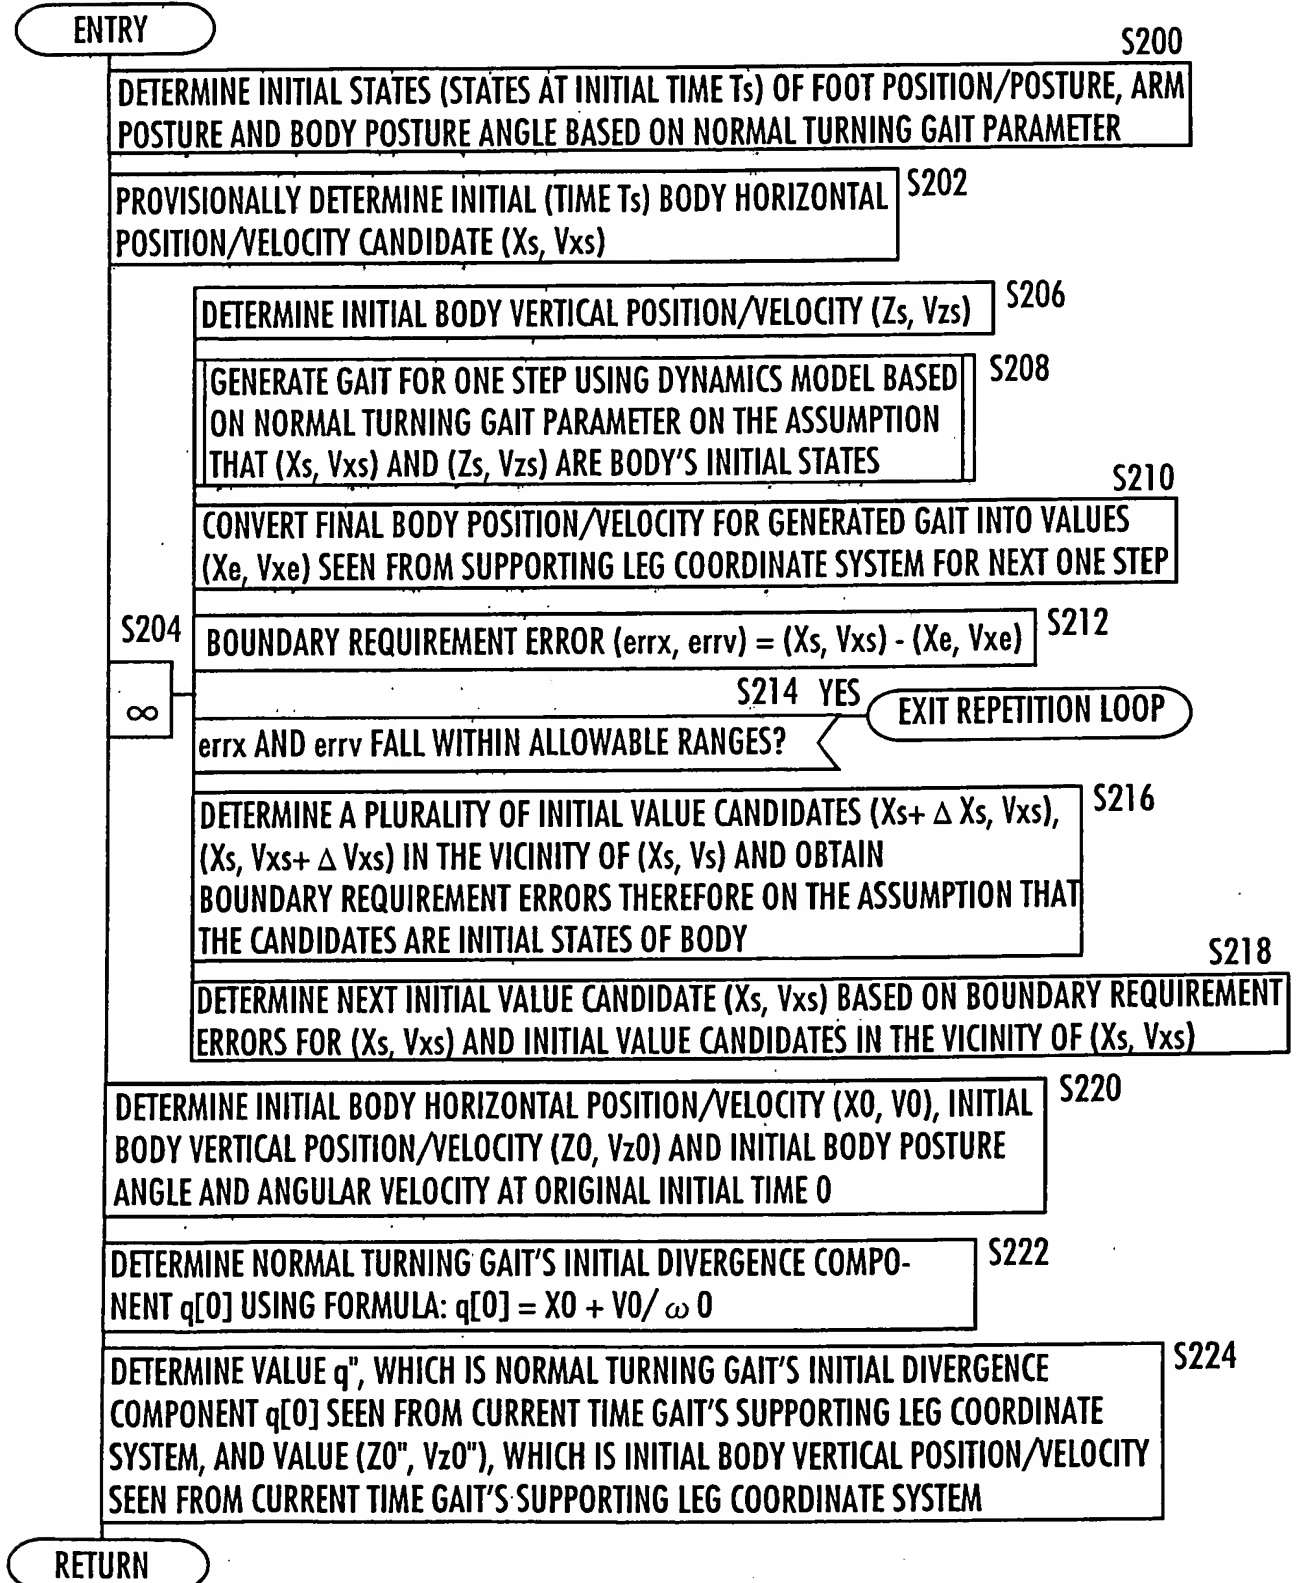 ENTRY
S200
DETERMINE INITIAL STATES (STATES AT INITIAL TIME Ts) OF FOOT POSITION/POSTURE, ARM
POSTURE AND BODY POSTURE ANGLE BASED ON NORMAL TURNING GAIT PARAMETER
S202
PROVISIONALLY DETERMINE INITIAL (TIME Ts) BODY HORIZONTAL
POSITION/VELOCITY CANDIDATE (Xs, Vxs)
S206
DETERMINE INITIAL BODY VERTICAL POSITION/VELOCITY (Zs, Vzs)
S208
GENERATE GAIT FOR ONE STEP USING DYNAMICS MODEL BASED
ON NORMAL TURNING GAIT PARAMETER ON THE ASSUMPTION
THAT (Xs, Vxs) AND (Zs, Vzs) ARE BODY'S INITIAL STATES
S210
CONVERT FINAL BODY POSITION/VELOCITY FOR GENERATED GAIT INTO VALUES
(Xe, Vxe) SEEN FROM SUPPORTING LEG COORDINATE SYSTEM FOR NEXT ONE STEP
S204
∞
S212
BOUNDARY REQUIREMENT ERROR (errx, errv) = (Xs, Vxs) - (Xe, Vxe)
S214 YES
EXIT REPETITION LOOP
errx AND errv FALL WITHIN ALLOWABLE RANGES?
S216
DETERMINE A PLURALITY OF INITIAL VALUE CANDIDATES (Xs+ Δ Xs, Vxs),
(Xs, Vxs+ Δ Vxs) IN THE VICINITY OF (Xs, Vs) AND OBTAIN
BOUNDARY REQUIREMENT ERRORS THEREFORE ON THE ASSUMPTION THAT
THE CANDIDATES ARE INITIAL STATES OF BODY
S218
DETERMINE NEXT INITIAL VALUE CANDIDATE (Xs, Vxs) BASED ON BOUNDARY REQUIREMENT
ERRORS FOR (Xs, Vxs) AND INITIAL VALUE CANDIDATES IN THE VICINITY OF (Xs, Vxs)
S220
DETERMINE INITIAL BODY HORIZONTAL POSITION/VELOCITY (X0, V0), INITIAL
BODY VERTICAL POSITION/VELOCITY (Z0, Vz0) AND INITIAL BODY POSTURE
ANGLE AND ANGULAR VELOCITY AT ORIGINAL INITIAL TIME 0
S222
DETERMINE NORMAL TURNING GAIT'S INITIAL DIVERGENCE COMPO-
NENT q[0] USING FORMULA: q[0] = X0 + V0/ ω 0
S224
DETERMINE VALUE q", WHICH IS NORMAL TURNING GAIT'S INITIAL DIVERGENCE
COMPONENT q[0] SEEN FROM CURRENT TIME GAIT'S SUPPORTING LEG COORDINATE
SYSTEM, AND VALUE (Z0", Vz0"), WHICH IS INITIAL BODY VERTICAL POSITION/VELOCITY
SEEN FROM CURRENT TIME GAIT'S SUPPORTING LEG COORDINATE SYSTEM
RETURN